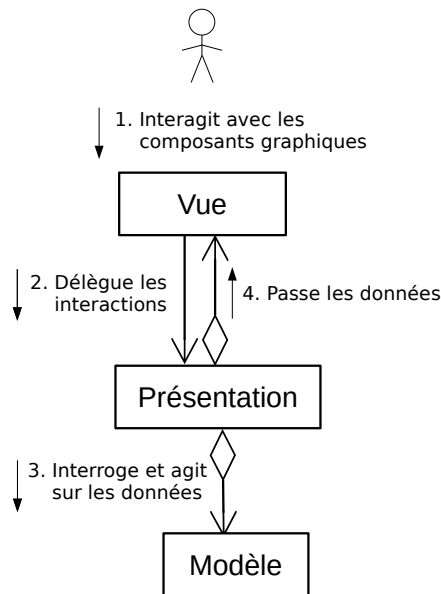 1. Interagit avec les
composants graphiques
Vue
2. Délègue les
interactions
4. Passe les données
Présentation
3. Interroge et agit
sur les données
Modèle